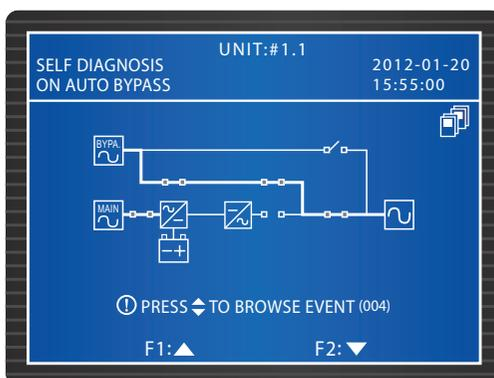 UNIT:#1.1
SELF DIAGNOSIS
2012-01-20
ON AUTO BYPASS
15:55:00
BYPA.
MAIN
PRESS TO BROWSE EVENT (004)
F1: F2: